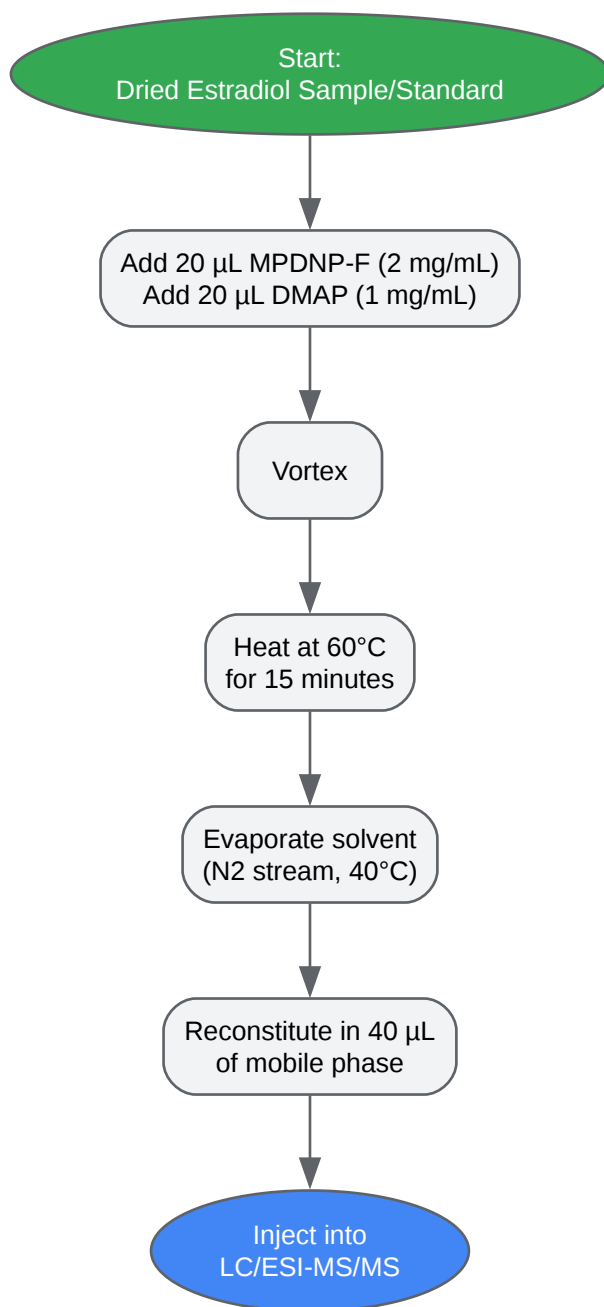 Start:
Dried Estradiol Sample/Standard
Add 20 µL MPDNP-F (2 mg/mL)
Add 20 µL DMAP (1 mg/mL)
Vortex
Heat at 60°C
for 15 minutes
Evaporate solvent
(N2 stream, 40°C)
Reconstitute in 40 µL
of mobile phase
Inject into
LC/ESI-MS/MS